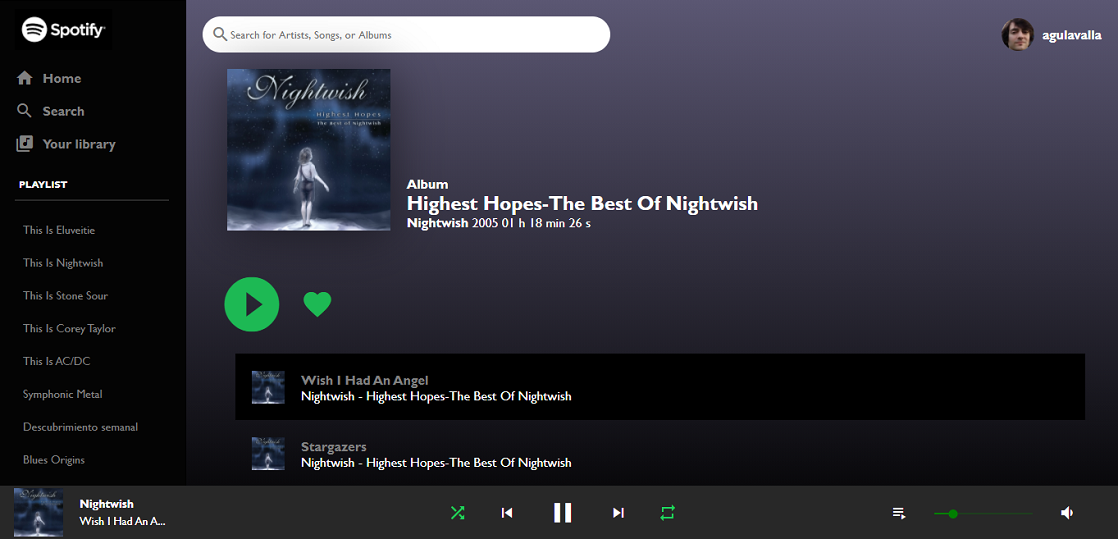 Spotify
Home
Search
Your library
PLAYLIST
This Is Eluveitie
This Is Nightwish
This Is Stone Sour
This Is Corey Taylor
This Is AC/DC
Symphonic Metal
Descubrimiento semanal
Blues Origins
Search for Artists, Songs, or Albums
agulavalla
Nightwish
Highest Hopes
the Best of Nightwish
Album
Highest Hopes-The Best Of Nightwish
Nightwish 2005 01 h 18 min 26 s
Wish I Had An Angel
Nightwish - Highest Hopes-The Best Of Nightwish
Stargazers
Nightwish - Highest Hopes-The Best Of Nightwish
Nightwish
Wish I Had An A...